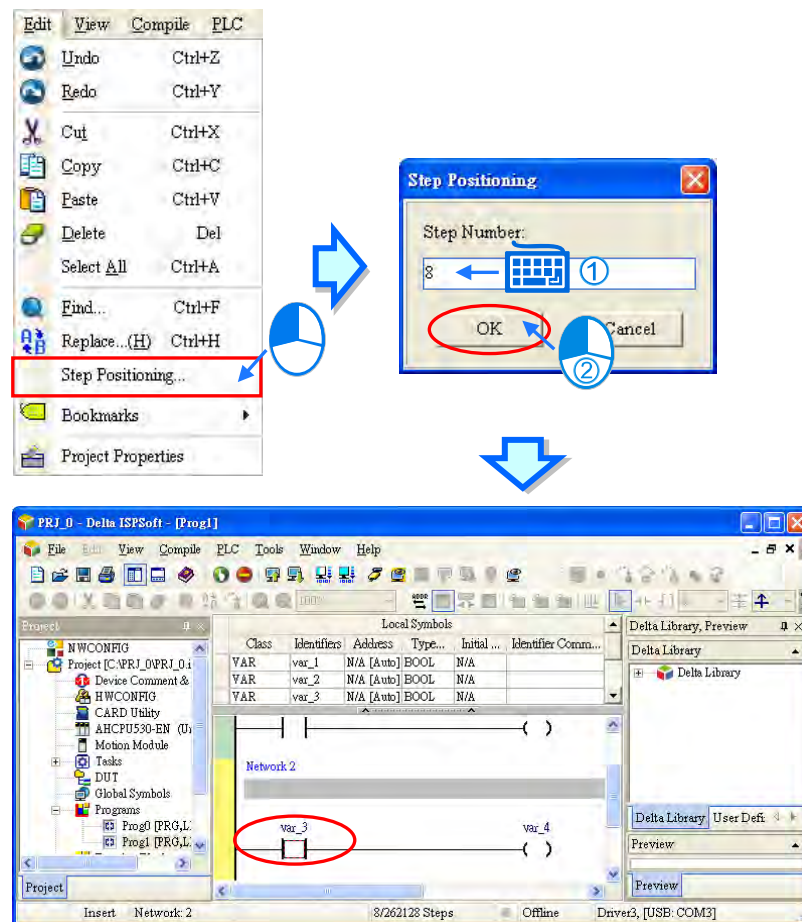 Edit View Compile PLC
Undo Ctrl+Z
Redo Ctrl+Y
Cut Ctrl+X
Copy Ctrl+C
Paste Ctrl+V
Delete Del
Select All Ctrl+A
Find... Ctrl+F
Replace...(H) Ctrl+H
Step Positioning...
Bookmarks
Project Properties
Step Positioning
Step Number:
8
1
OK Cancel
2
PRJ_0 - Delta ISPSoft - [Prog1]
File Edit View Compile PLC Tools Window Help
Project
NWCONFIG
Project [C:\PRJ_0\PRJ_0.i
Device Comment &
HWCONFIG
CARD Utility
AHCPU530-EN (Un
Motion Module
Tasks
DUT
Global Symbols
Programs
Prog0 [PRG,L
Prog1 [PRG,L
Project
Local Symbols
Class Identifiers Address Type... Initial ... Identifier Comm...
VAR var_1 N/A [Auto] BOOL N/A
VAR var_2 N/A [Auto] BOOL N/A
VAR var_3 N/A [Auto] BOOL N/A
Network 2
var_3 var_4
Delta Library, Preview
Delta Library
Delta Library
Delta Library User Defi
Preview
Preview
Insert Network: 2 8/262128 Steps Offline Driver3, [USB: COM3]